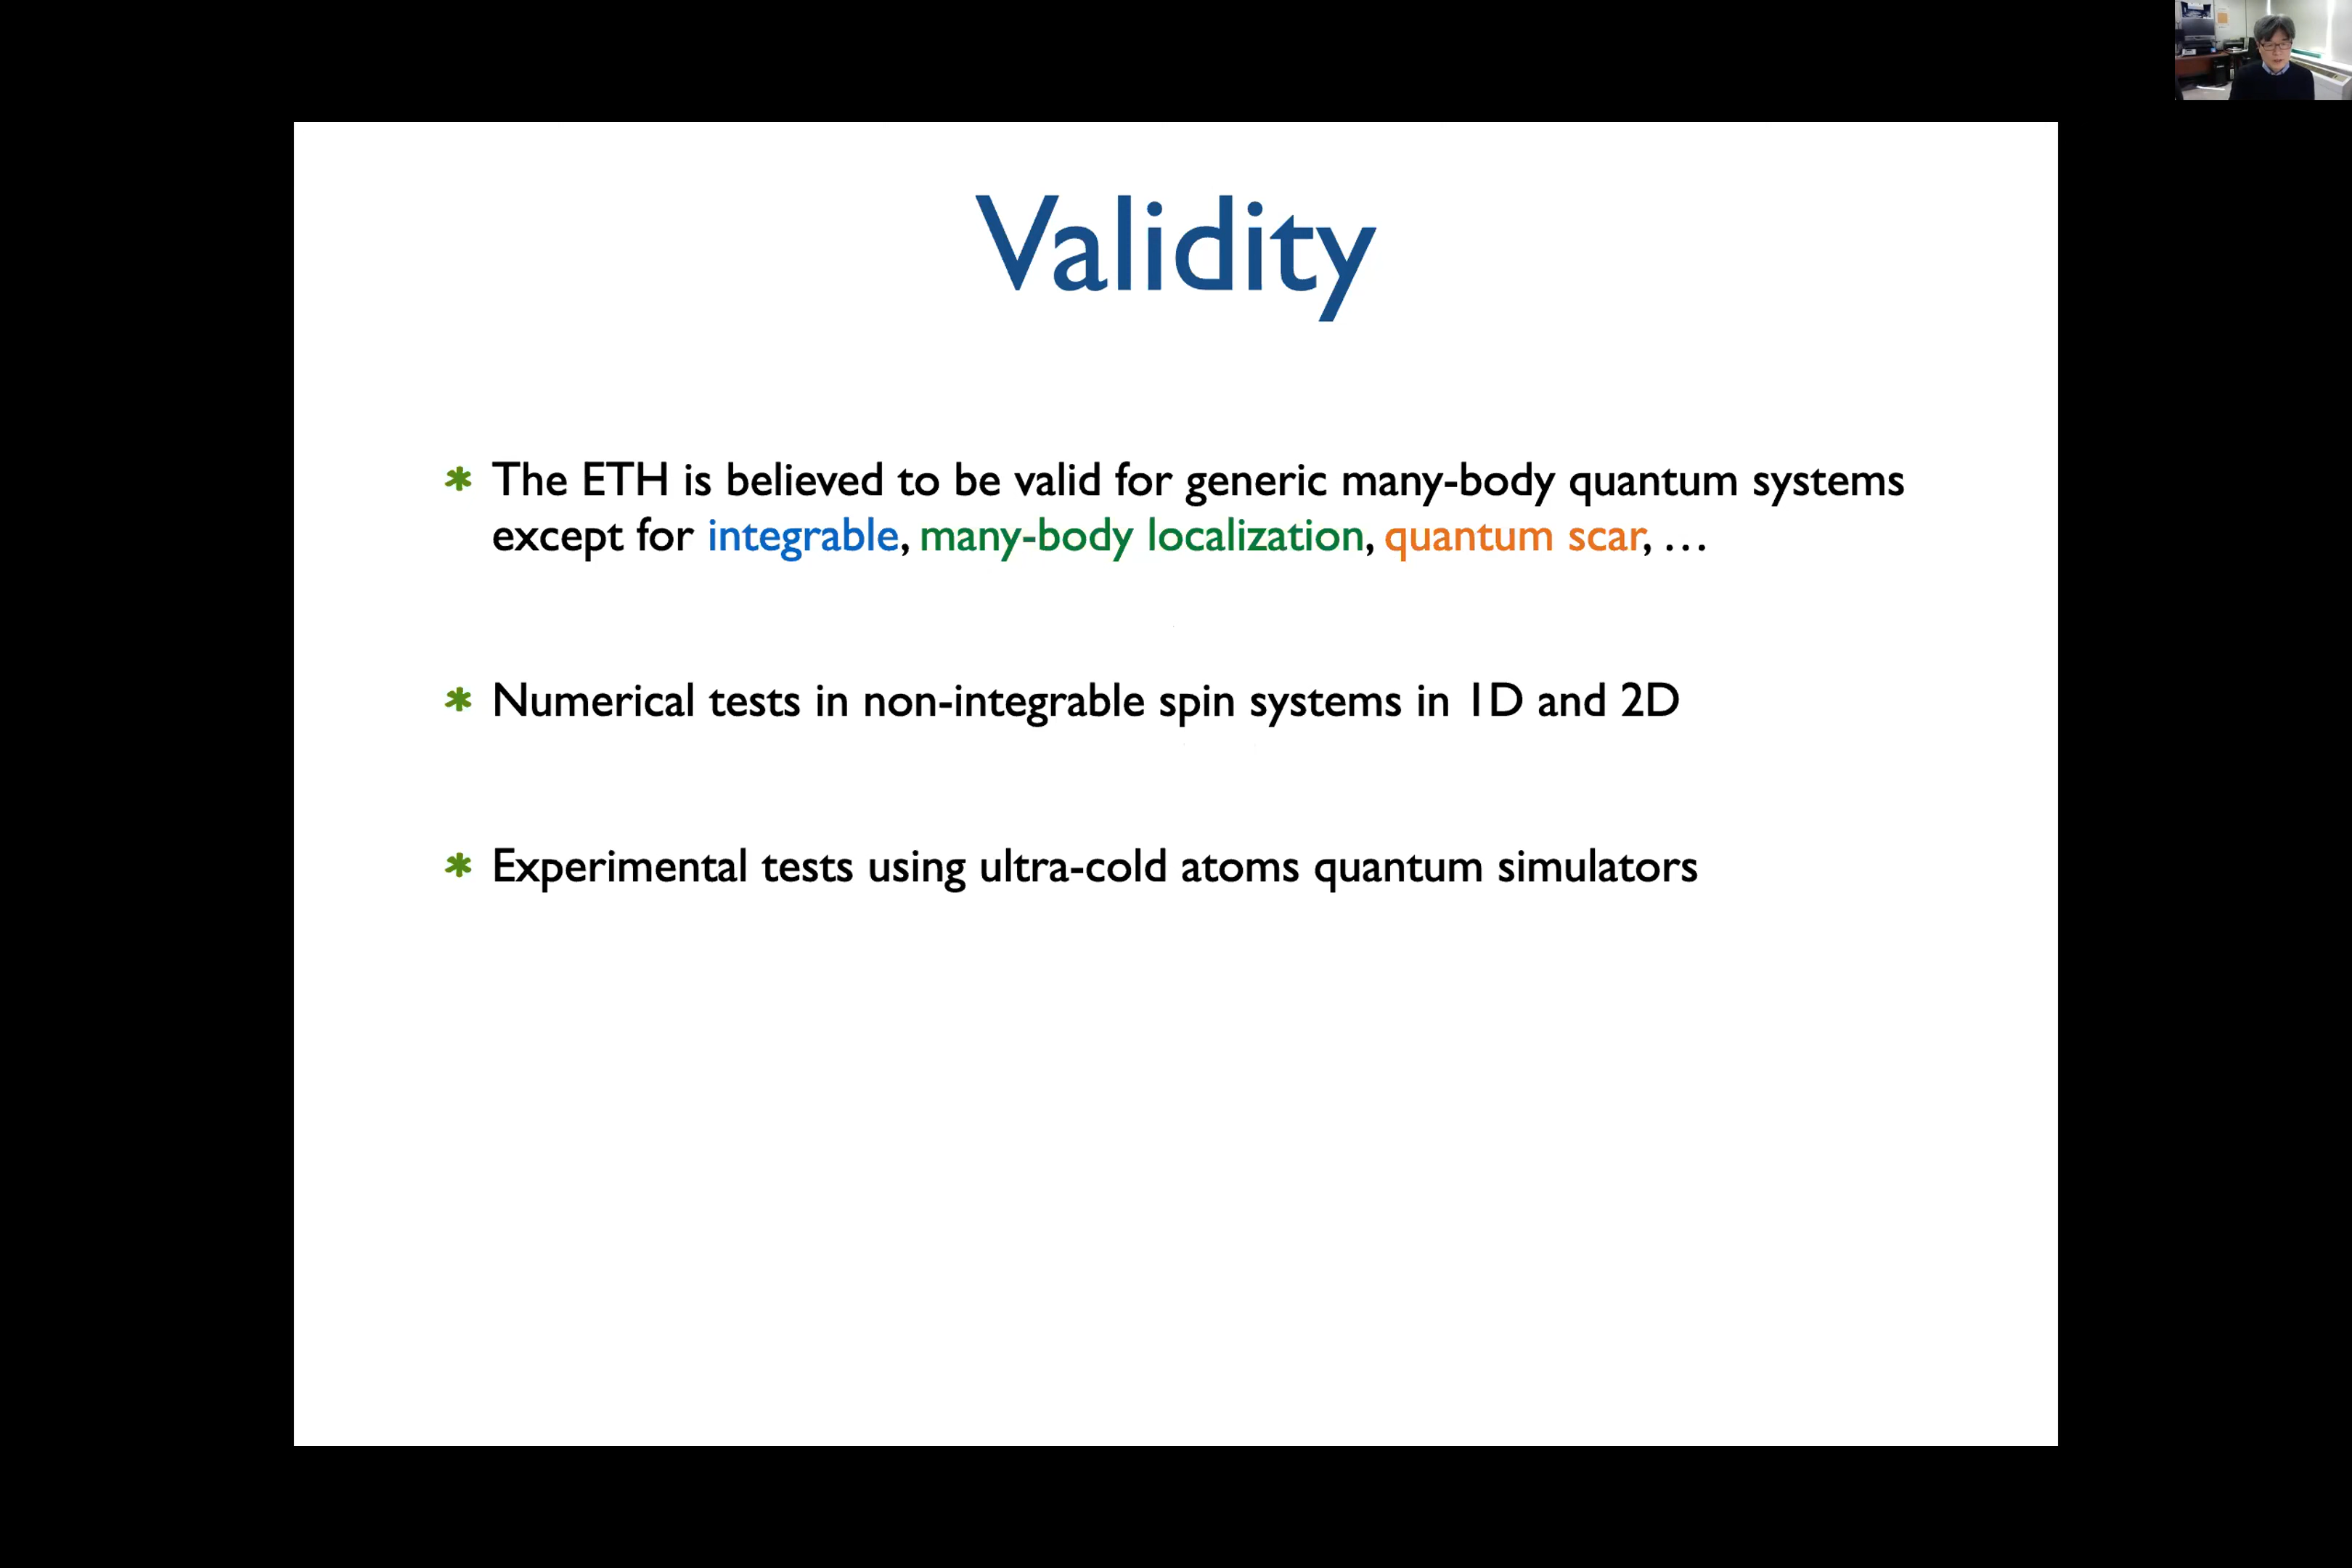 Validity
* The ETH is believed to be valid for generic many-body quantum systems
except for integrable, many-body localization, quantum scar, …
* Numerical tests in non-integrable spin systems in 1D and 2D
* Experimental tests using ultra-cold atoms quantum simulators